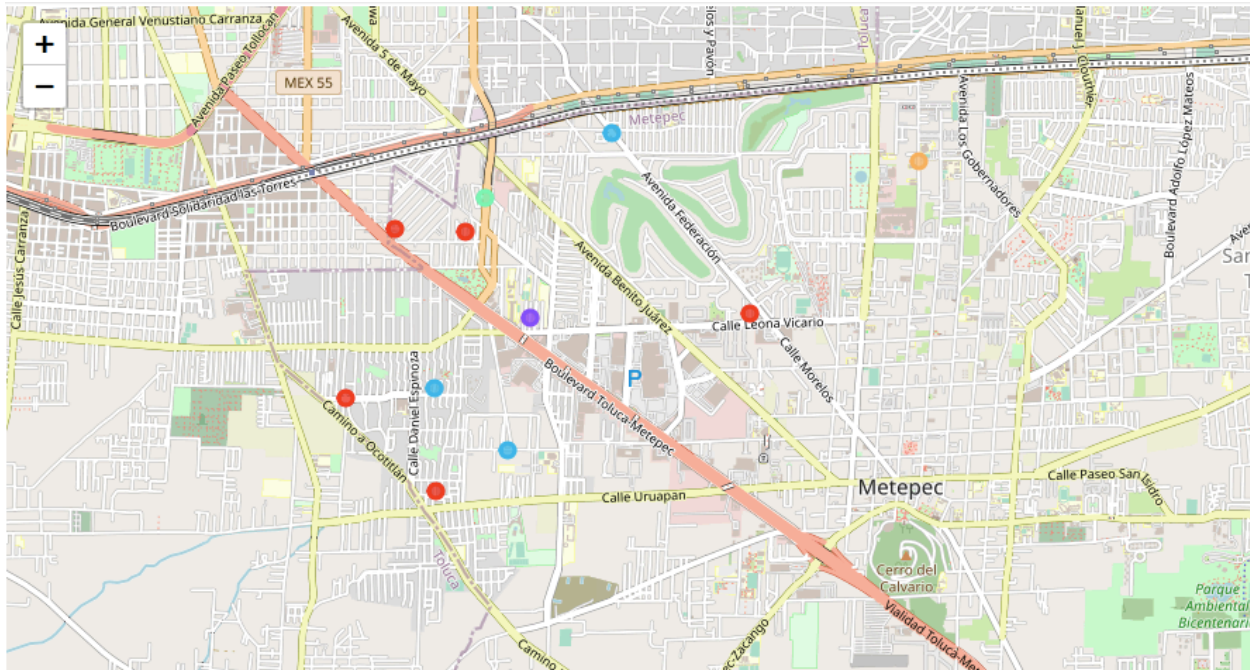 Avenida General Venustiano Carranza
+
−
MEX 55
Avenida Paseo Tollocan
Avenida 5 de Mayo
Toluca
Metepec
Avenida Los Gobernadores
Boulevard Adolfo López Mateos
Boulevard Solidaridad las Torres
Calle Jesús Carranza
Avenida Federación
Avenida Benito Juárez
Calle Leona Vicario
Calle Morelos
P
Boulevard Toluca-Metepec
Calle Daniel Espinoza
Camino a Ocotitlán
Calle Uruapan
Metepec
Calle Paseo San Isidro
Toluca
Cerro del
Calvario
Parque
Ambiental
Bicentenario
Vialidad Toluca-Me
Camino